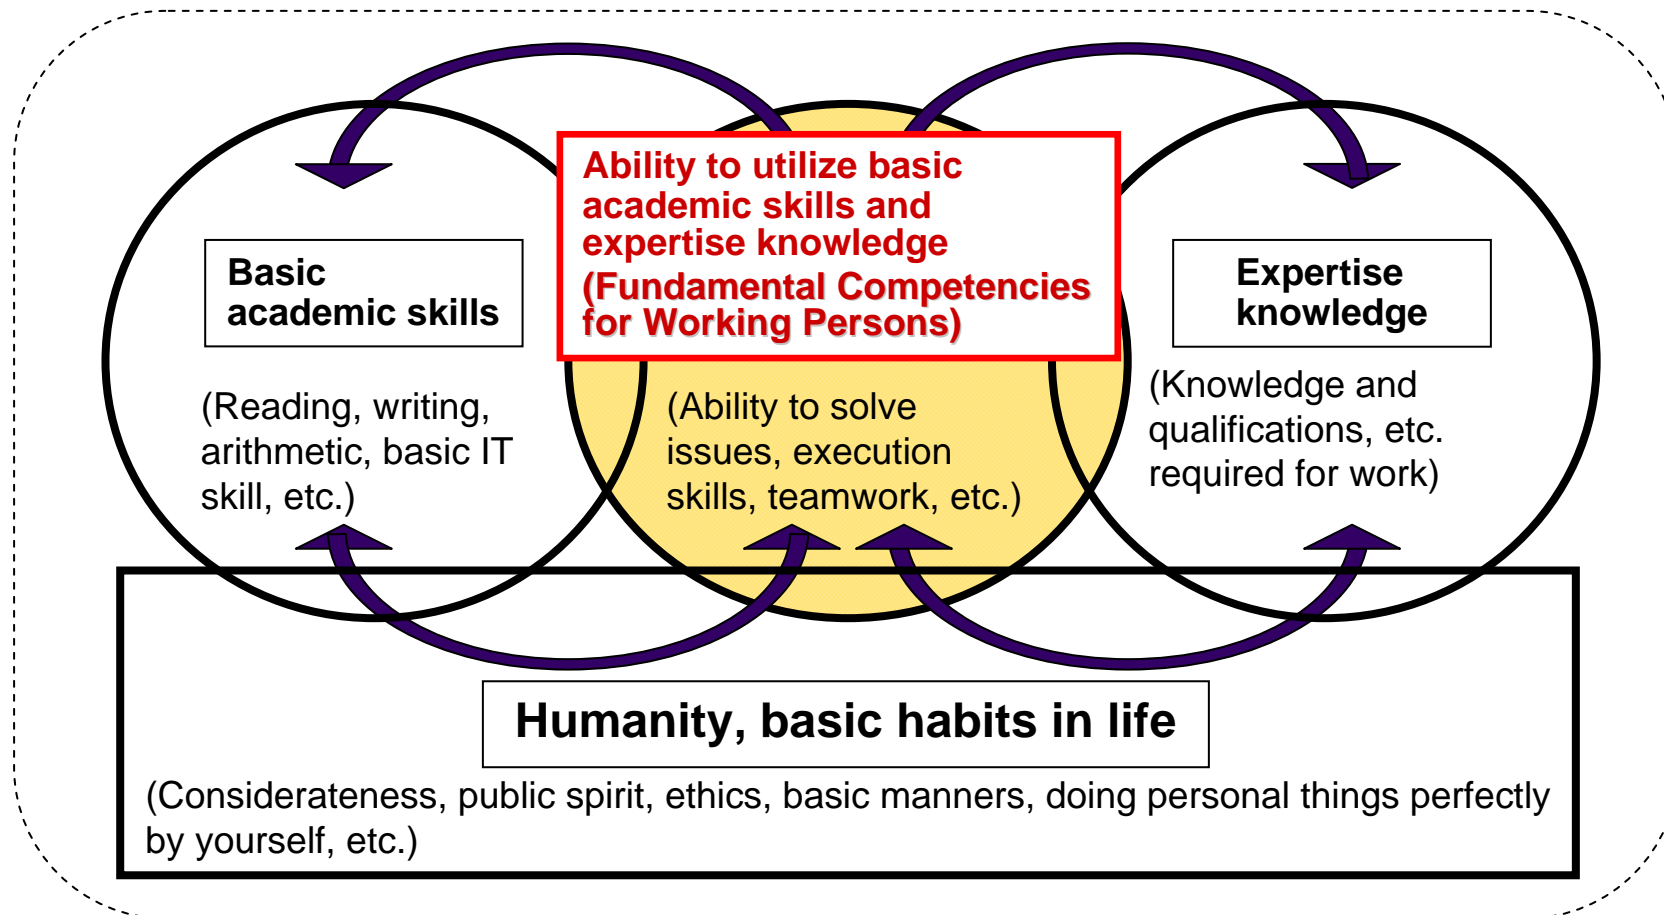 Ability to utilize basic
academic skills and
expertise knowledge
(Fundamental Competencies
for Working Persons)
Basic
academic skills
Expertise
knowledge
(Reading, writing,
arithmetic, basic IT
skill, etc.)
(Ability to solve
issues, execution
skills, teamwork, etc.)
(Knowledge and
qualifications, etc.
required for work)
Humanity, basic habits in life
(Considerateness, public spirit, ethics, basic manners, doing personal things perfectly
by yourself, etc.)